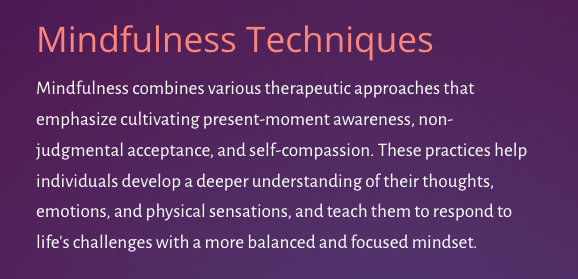 Mindfulness Techniques
Mindfulness combines various therapeutic approaches that
emphasize cultivating present-moment awareness, non-
judgmental acceptance, and self-compassion. These practices help
individuals develop a deeper understanding of their thoughts,
emotions, and physical sensations, and teach them to respond to
life's challenges with a more balanced and focused mindset.